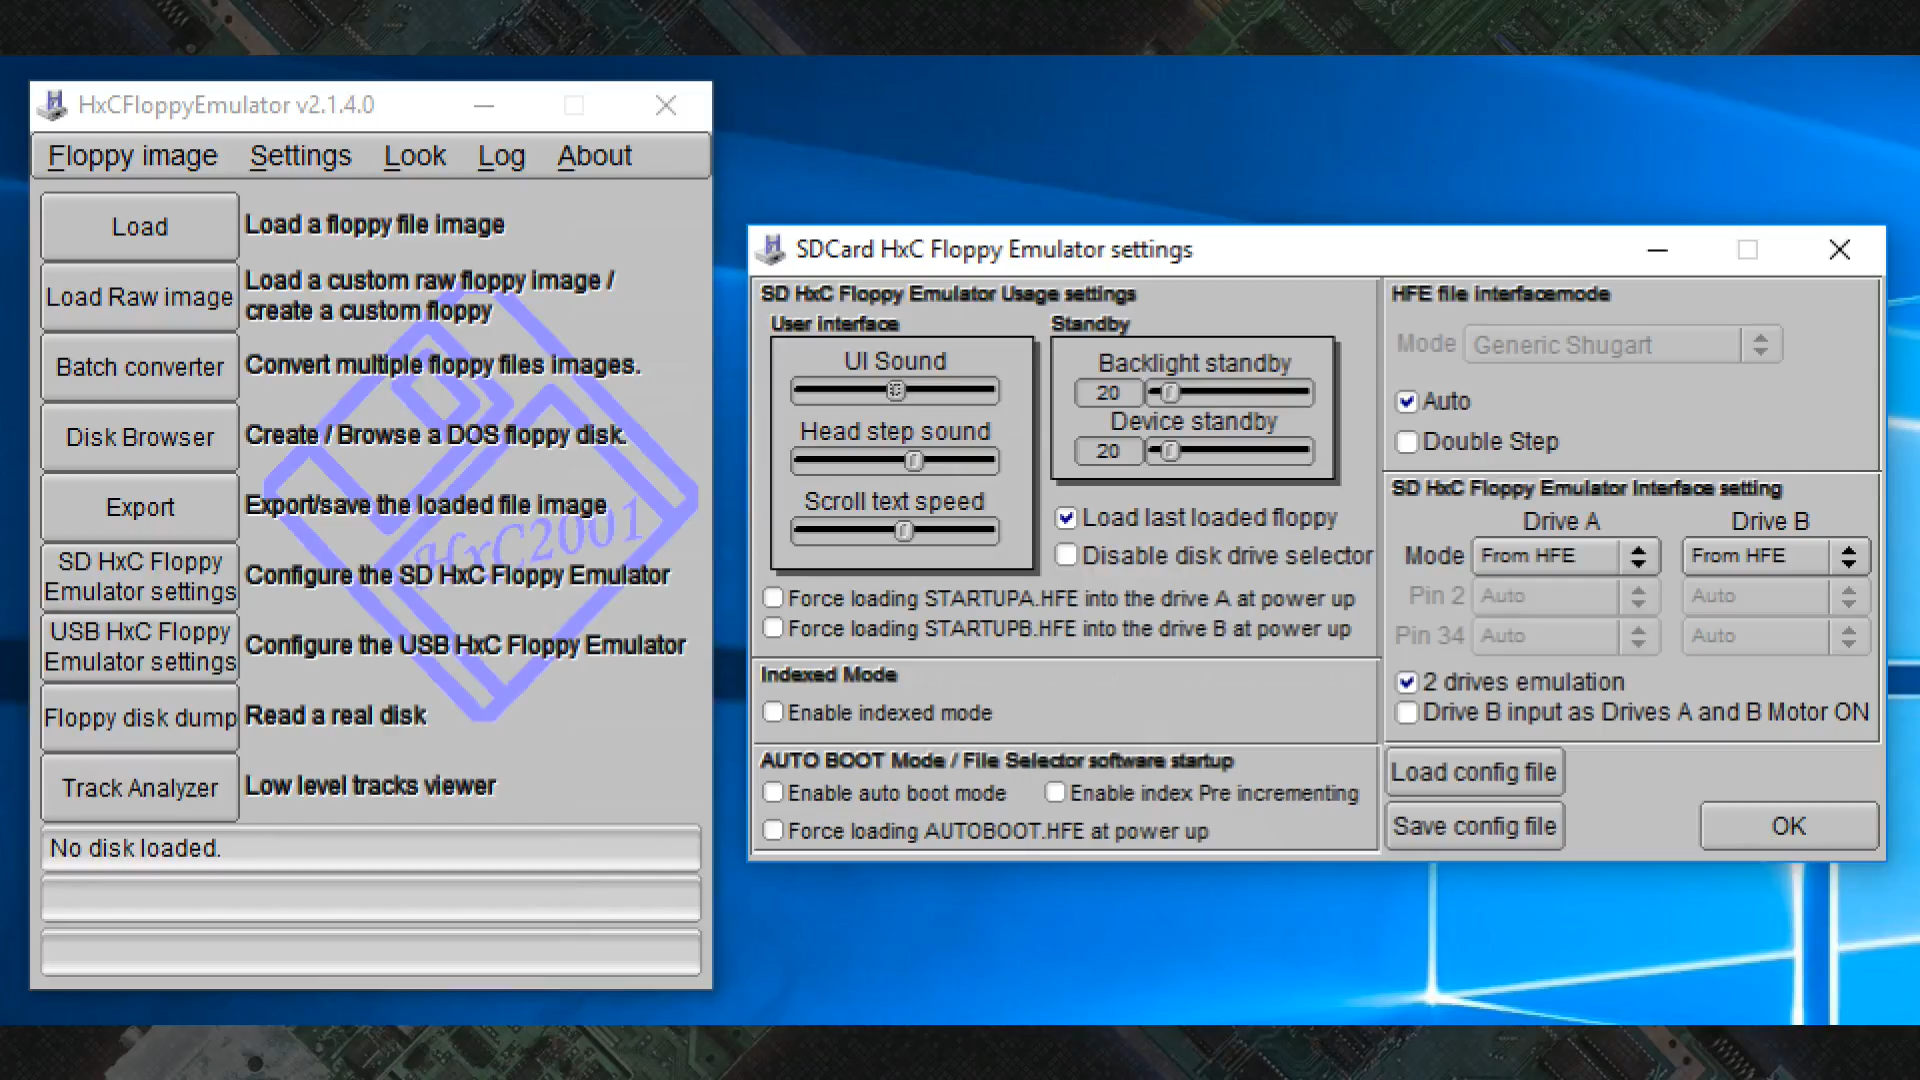 HxCFloppyEmulator v2.1.4.0
Floppy image Settings Look Log About
Load Load a floppy file image
Load Raw image Load a custom raw floppy image /
create a custom floppy
Batch converter Convert multiple floppy files images.
Disk Browser Create / Browse a DOS floppy disk.
Export Export/save the loaded file image
HxC2001
SD HxC Floppy
Emulator settings Configure the SD HxC Floppy Emulator
USB HxC Floppy
Emulator settings Configure the USB HxC Floppy Emulator
Floppy disk dump Read a real disk
Track Analyzer Low level tracks viewer
No disk loaded.
SDCard HxC Floppy Emulator settings
SD HxC Floppy Emulator Usage settings
User interface
UI Sound
Head step sound
Scroll text speed
Standby
Backlight standby
20
Device standby
20
Load last loaded floppy
Disable disk drive selector
Force loading STARTUPA.HFE into the drive A at power up
Force loading STARTUPB.HFE into the drive B at power up
Indexed Mode
Enable indexed mode
AUTO BOOT Mode / File Selector software startup
Enable auto boot mode Enable index Pre incrementing
Force loading AUTOBOOT.HFE at power up
HFE file interfacemode
Mode Generic Shugart
Auto
Double Step
SD HxC Floppy Emulator Interface setting
Drive A Drive B
Mode From HFE From HFE
Pin 2 Auto Auto
Pin 34 Auto Auto
2 drives emulation
Drive B input as Drives A and B Motor ON
Load config file
Save config file OK